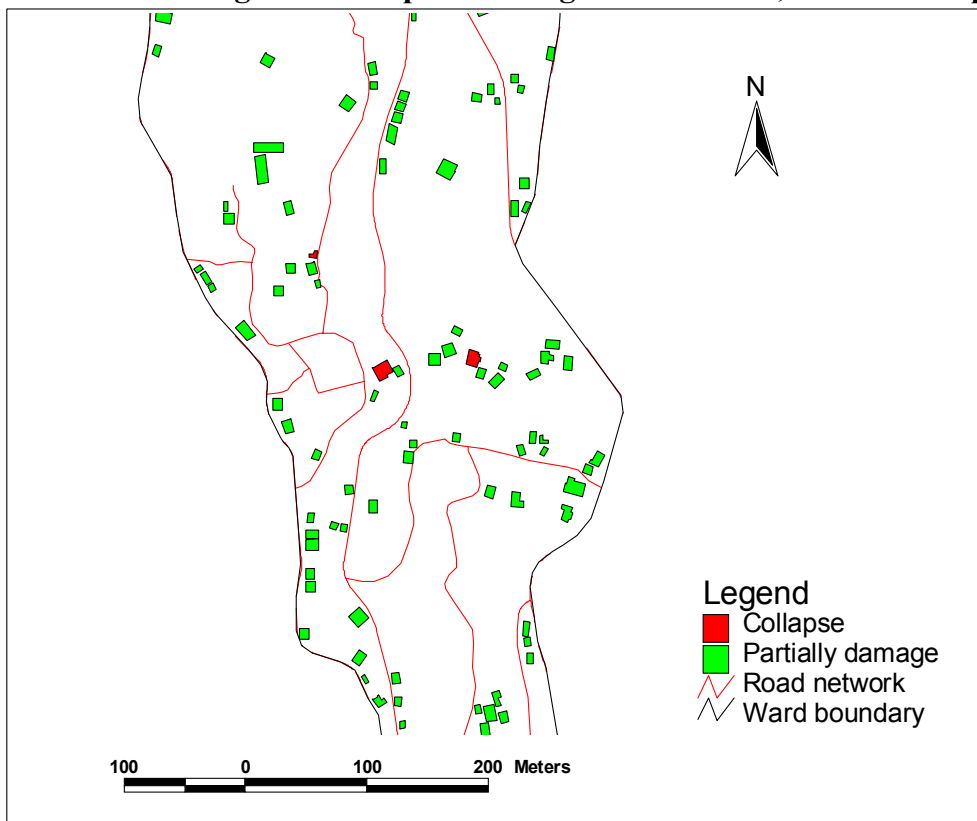 N
Legend
Collapse
Partially damage
Road network
Ward boundary
100 0 100 200 Meters